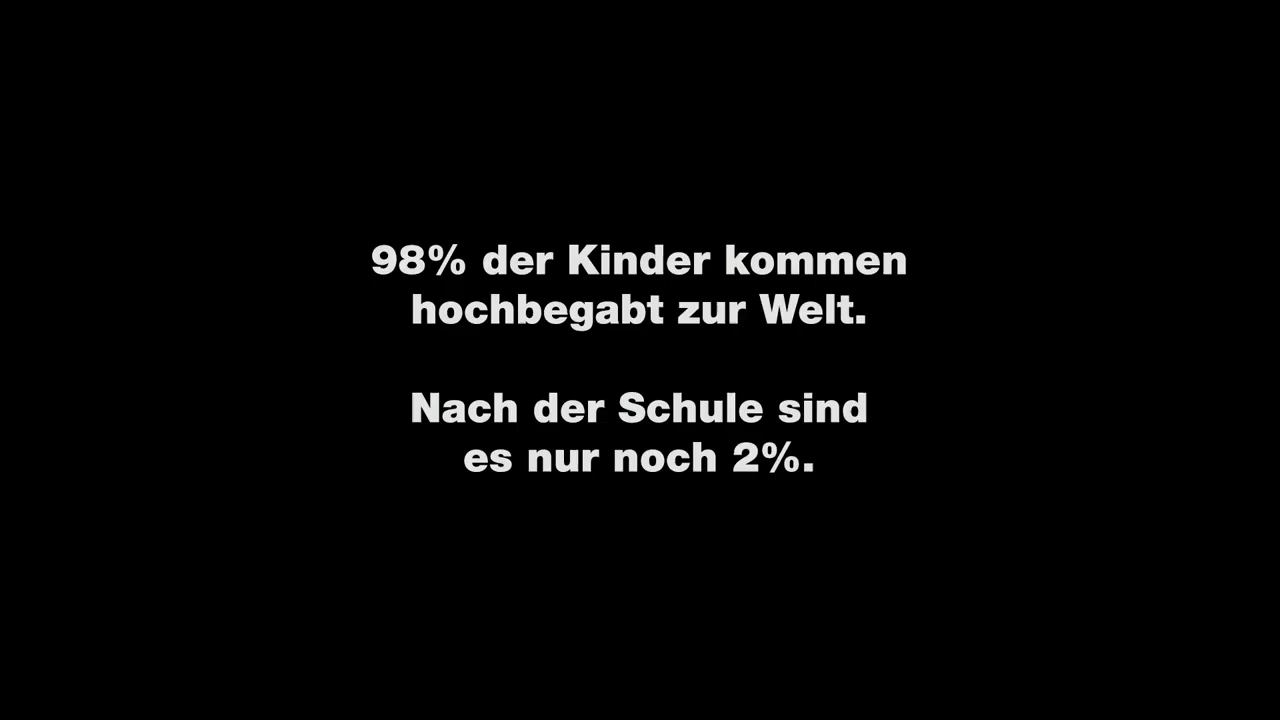 98% der Kinder kommen
hochbegabt zur Welt.
Nach der Schule sind
es nur noch 2%.